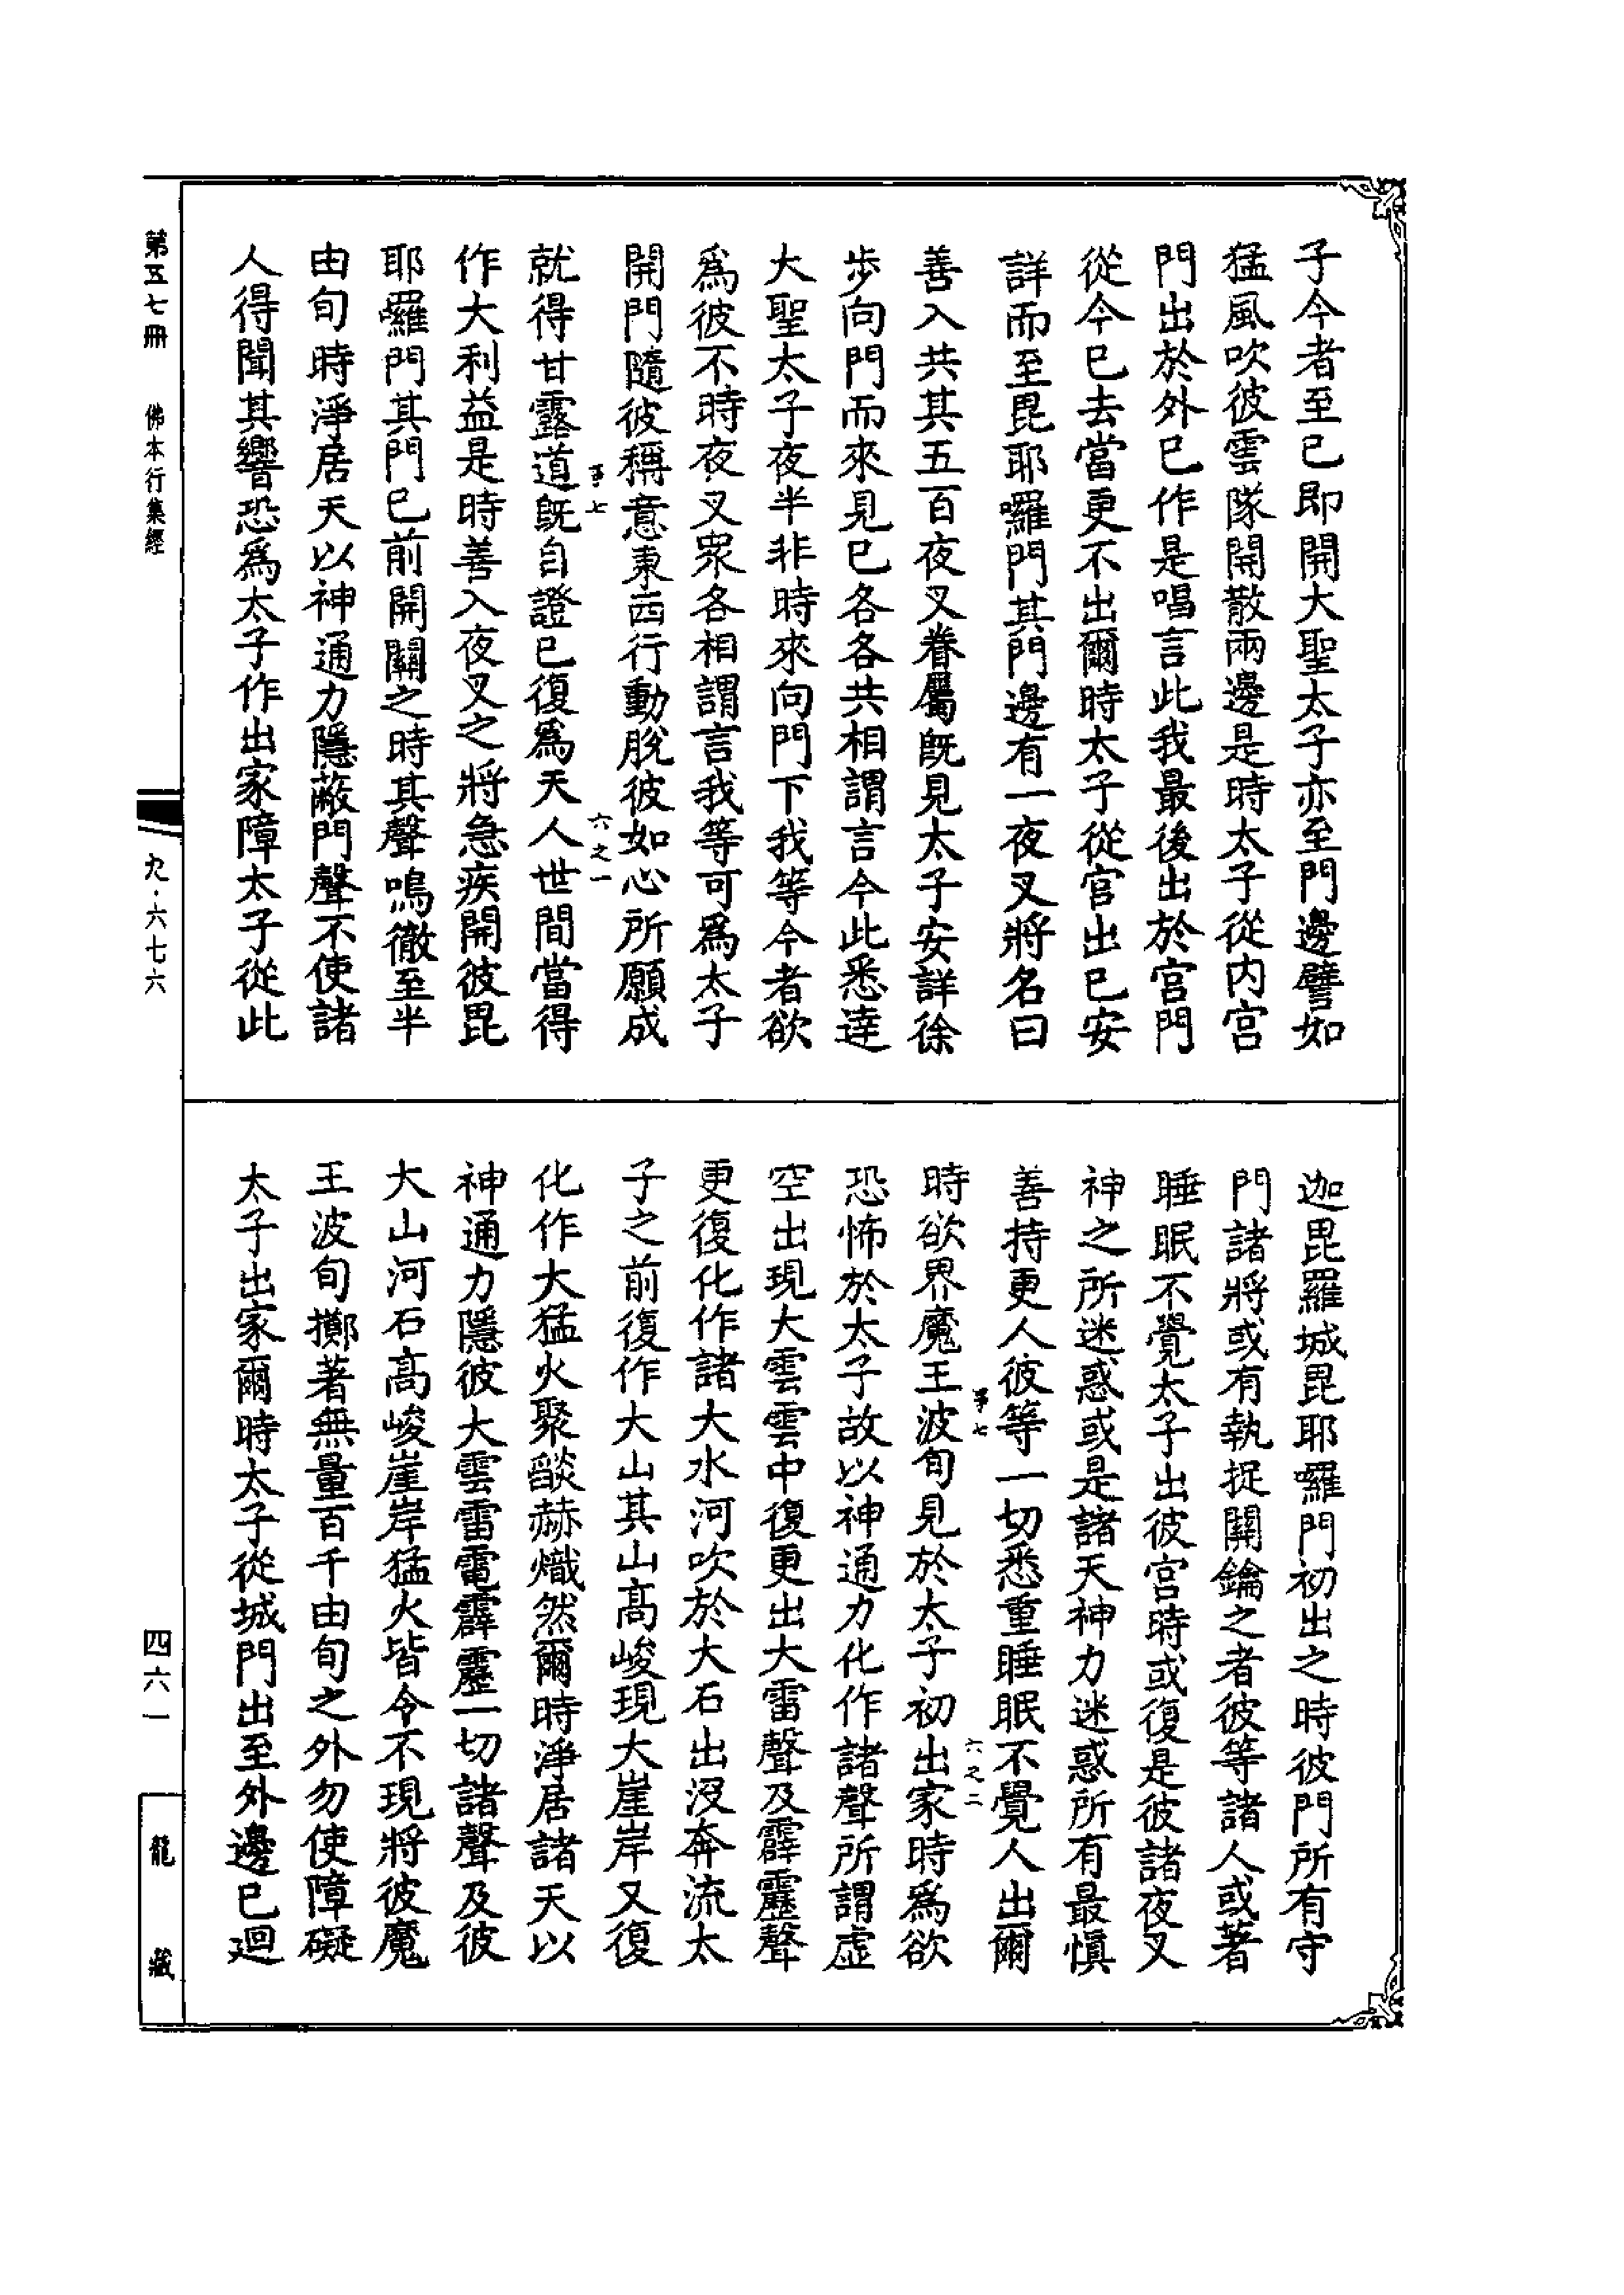 子今者至已即開大聖太子亦至門邊譬如
猛風吹彼雲隊開散兩邊是時太子從内宫
門出於外已作是唱言此我最後出於宫門
從今已去當更不出爾時太子從宫出已安
詳而至毘耶囉門其門邊有一夜叉將名曰
善入共其五百夜叉眷屬旣見太子安詳徐
步向門而來見已各各共相謂言今此悉達
大聖太子夜半非時來向門下我等今者欲
爲彼不時夜叉眾各相謂言我等可爲太子
開門隨彼稱意東西行動脫彼如心所願成
事七
六之一
就得甘露道旣自證已復爲天人世間當得
作大利益是時善入夜叉之將急疾開彼毘
耶囉門其門已前開闢之時其聲鳴徹至半
由旬時淨居天以神通力隱蔽門聲不使諸
人得聞其響恐爲太子作出家障太子從此
迦毘羅城毘耶囉門初出之時彼門所有守
門諸將或有執捉關鑰之者彼等諸人或著
睡眠不覺太子出彼宫時或復是彼諸夜叉
神之所迷惑或是諸天神力迷惑所有最慎
善持更人彼等一切悉重睡眠不覺人出爾
事七
六之二
時欲界魔王波旬見於太子初出家時爲欲
恐怖於太子故以神通力化作諸聲所謂虛
空出現大雲雲中復更出大雷聲及霹靂聲
更復化作諸大水河吹於大石出沒奔流太
子之前復作大山其山高峻現大崖岸又復
化作大猛火聚燄赫熾然爾時淨居諸天以
神通力隱彼大雲雷電霹靂一切諸聲及彼
大山河石高峻崖岸猛火皆令不現將彼魔
王波旬擲著無量百千由旬之外勿使障礙
太子出家爾時太子從城門出至外邊已迴
第五七冊 佛本行集經
九·六七六
四六一
龍藏